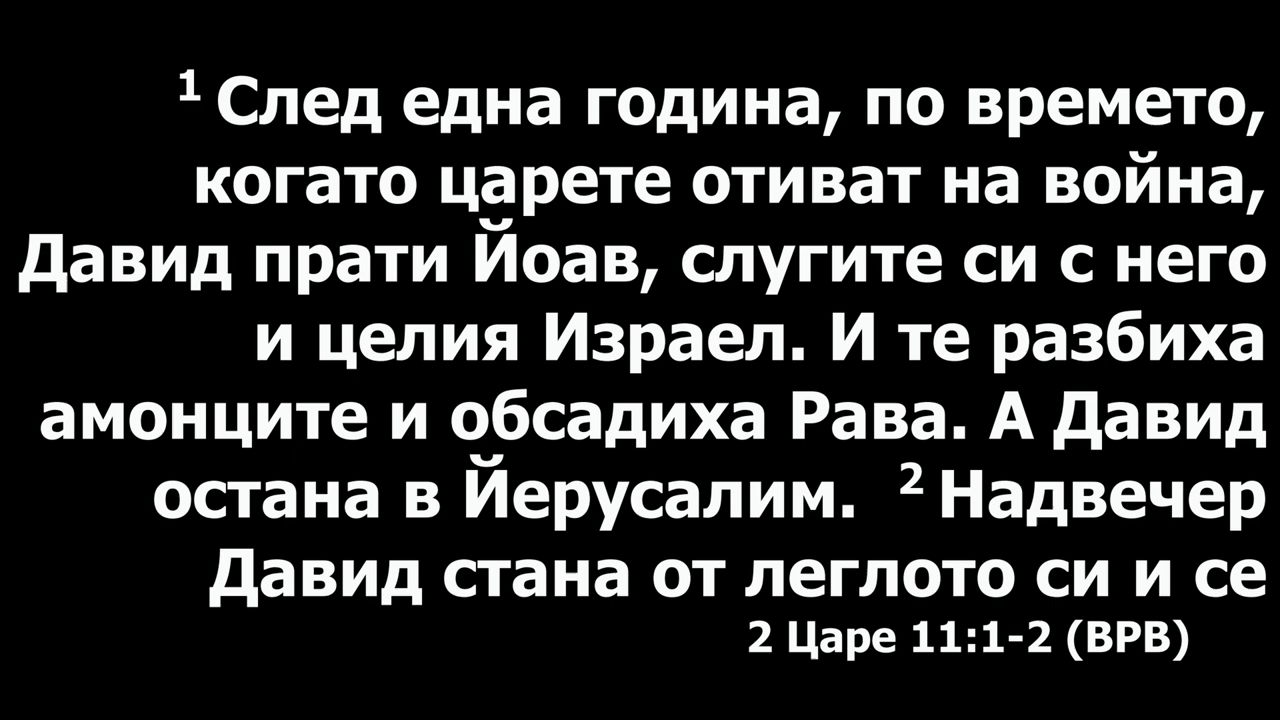 1 След една година, по времето,
когато царете отиват на война,
Давид прати Йоав, слугите си с него
и целия Израел. И те разбиха
амонците и обсадиха Рава. А Давид
остана в Йерусалим. 2 Надвечер
Давид стана от леглото си и се
2 Царе 11:1-2 (ВРВ)